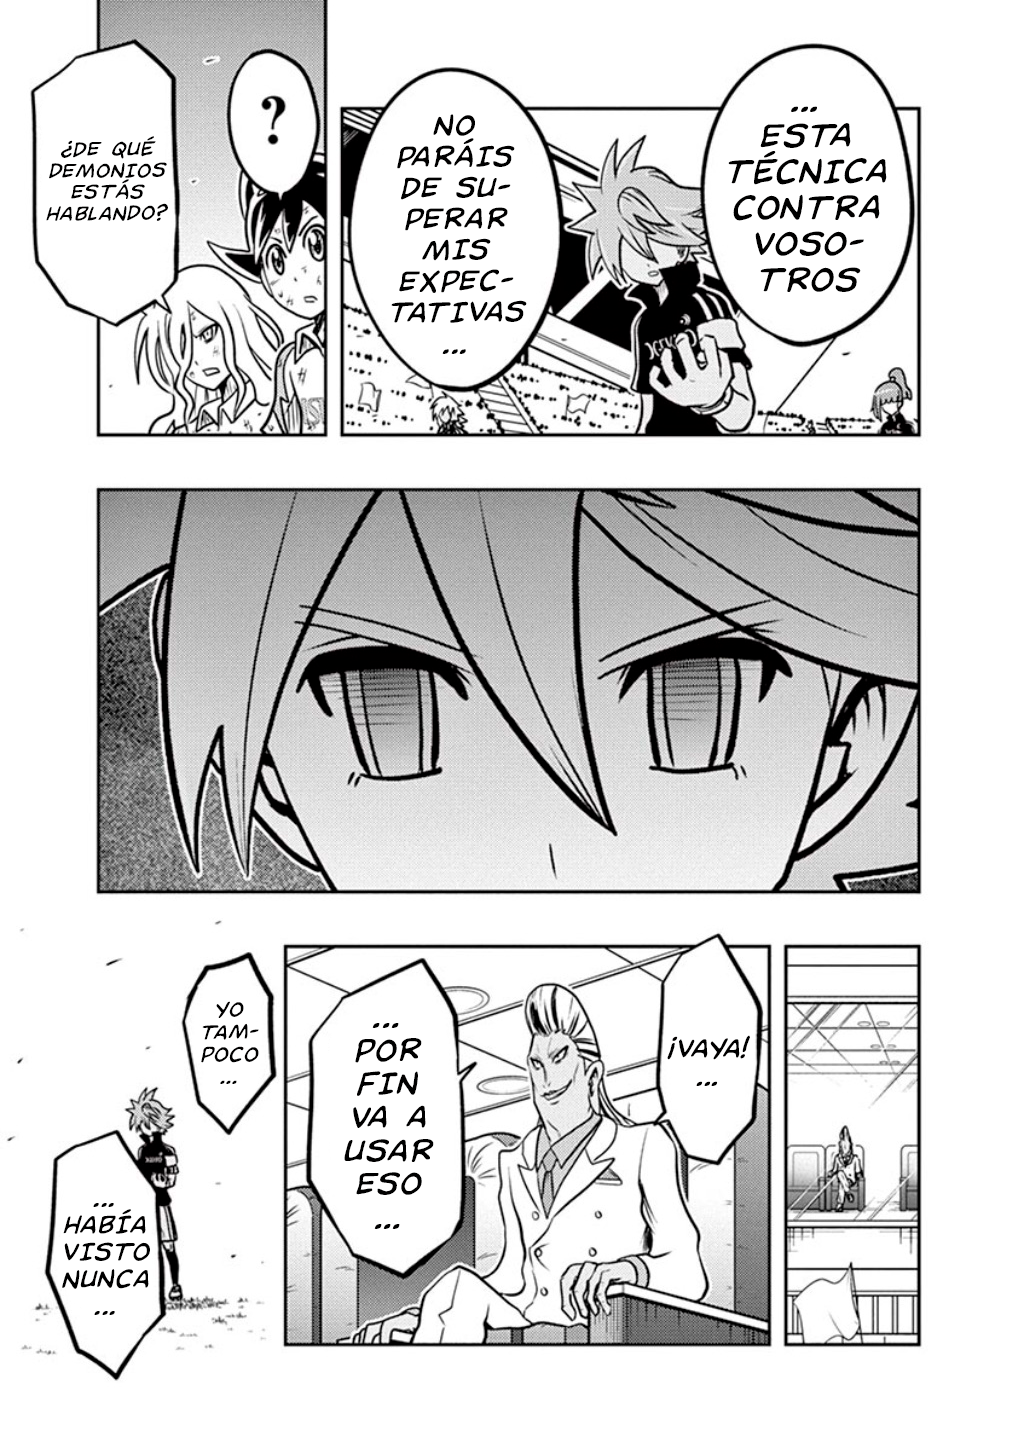 ...
ESTA
TÉCNICA
CONTRA
VOSO-
TROS
NO
PARÁIS
DE SU-
PERAR
MIS
EXPEC-
TATIVAS
...
?
¿DE QUÉ
DEMONIOS
ESTÁS
HABLANDO?
¡VAYA!
...
...
POR
FIN
VA A
USAR
ESO
...
YO
TAM-
POCO
...
...
HABÍA
VISTO
NUNCA
...